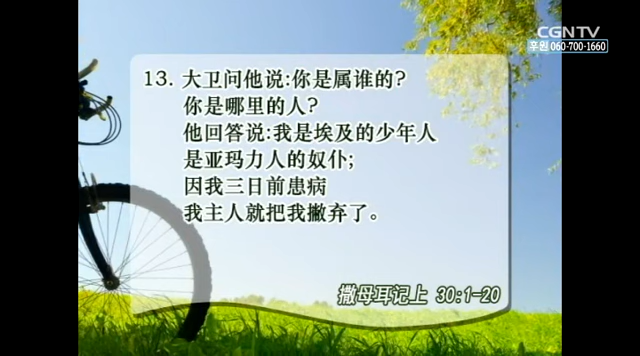 CGNTV
후원 060-700-1660
13. 大卫问他说:你是属谁的?
你是哪里的人?
他回答说:我是埃及的少年人
是亚玛力人的奴仆;
因我三日前患病
我主人就把我撇弃了。
撒母耳记上 30:1-20